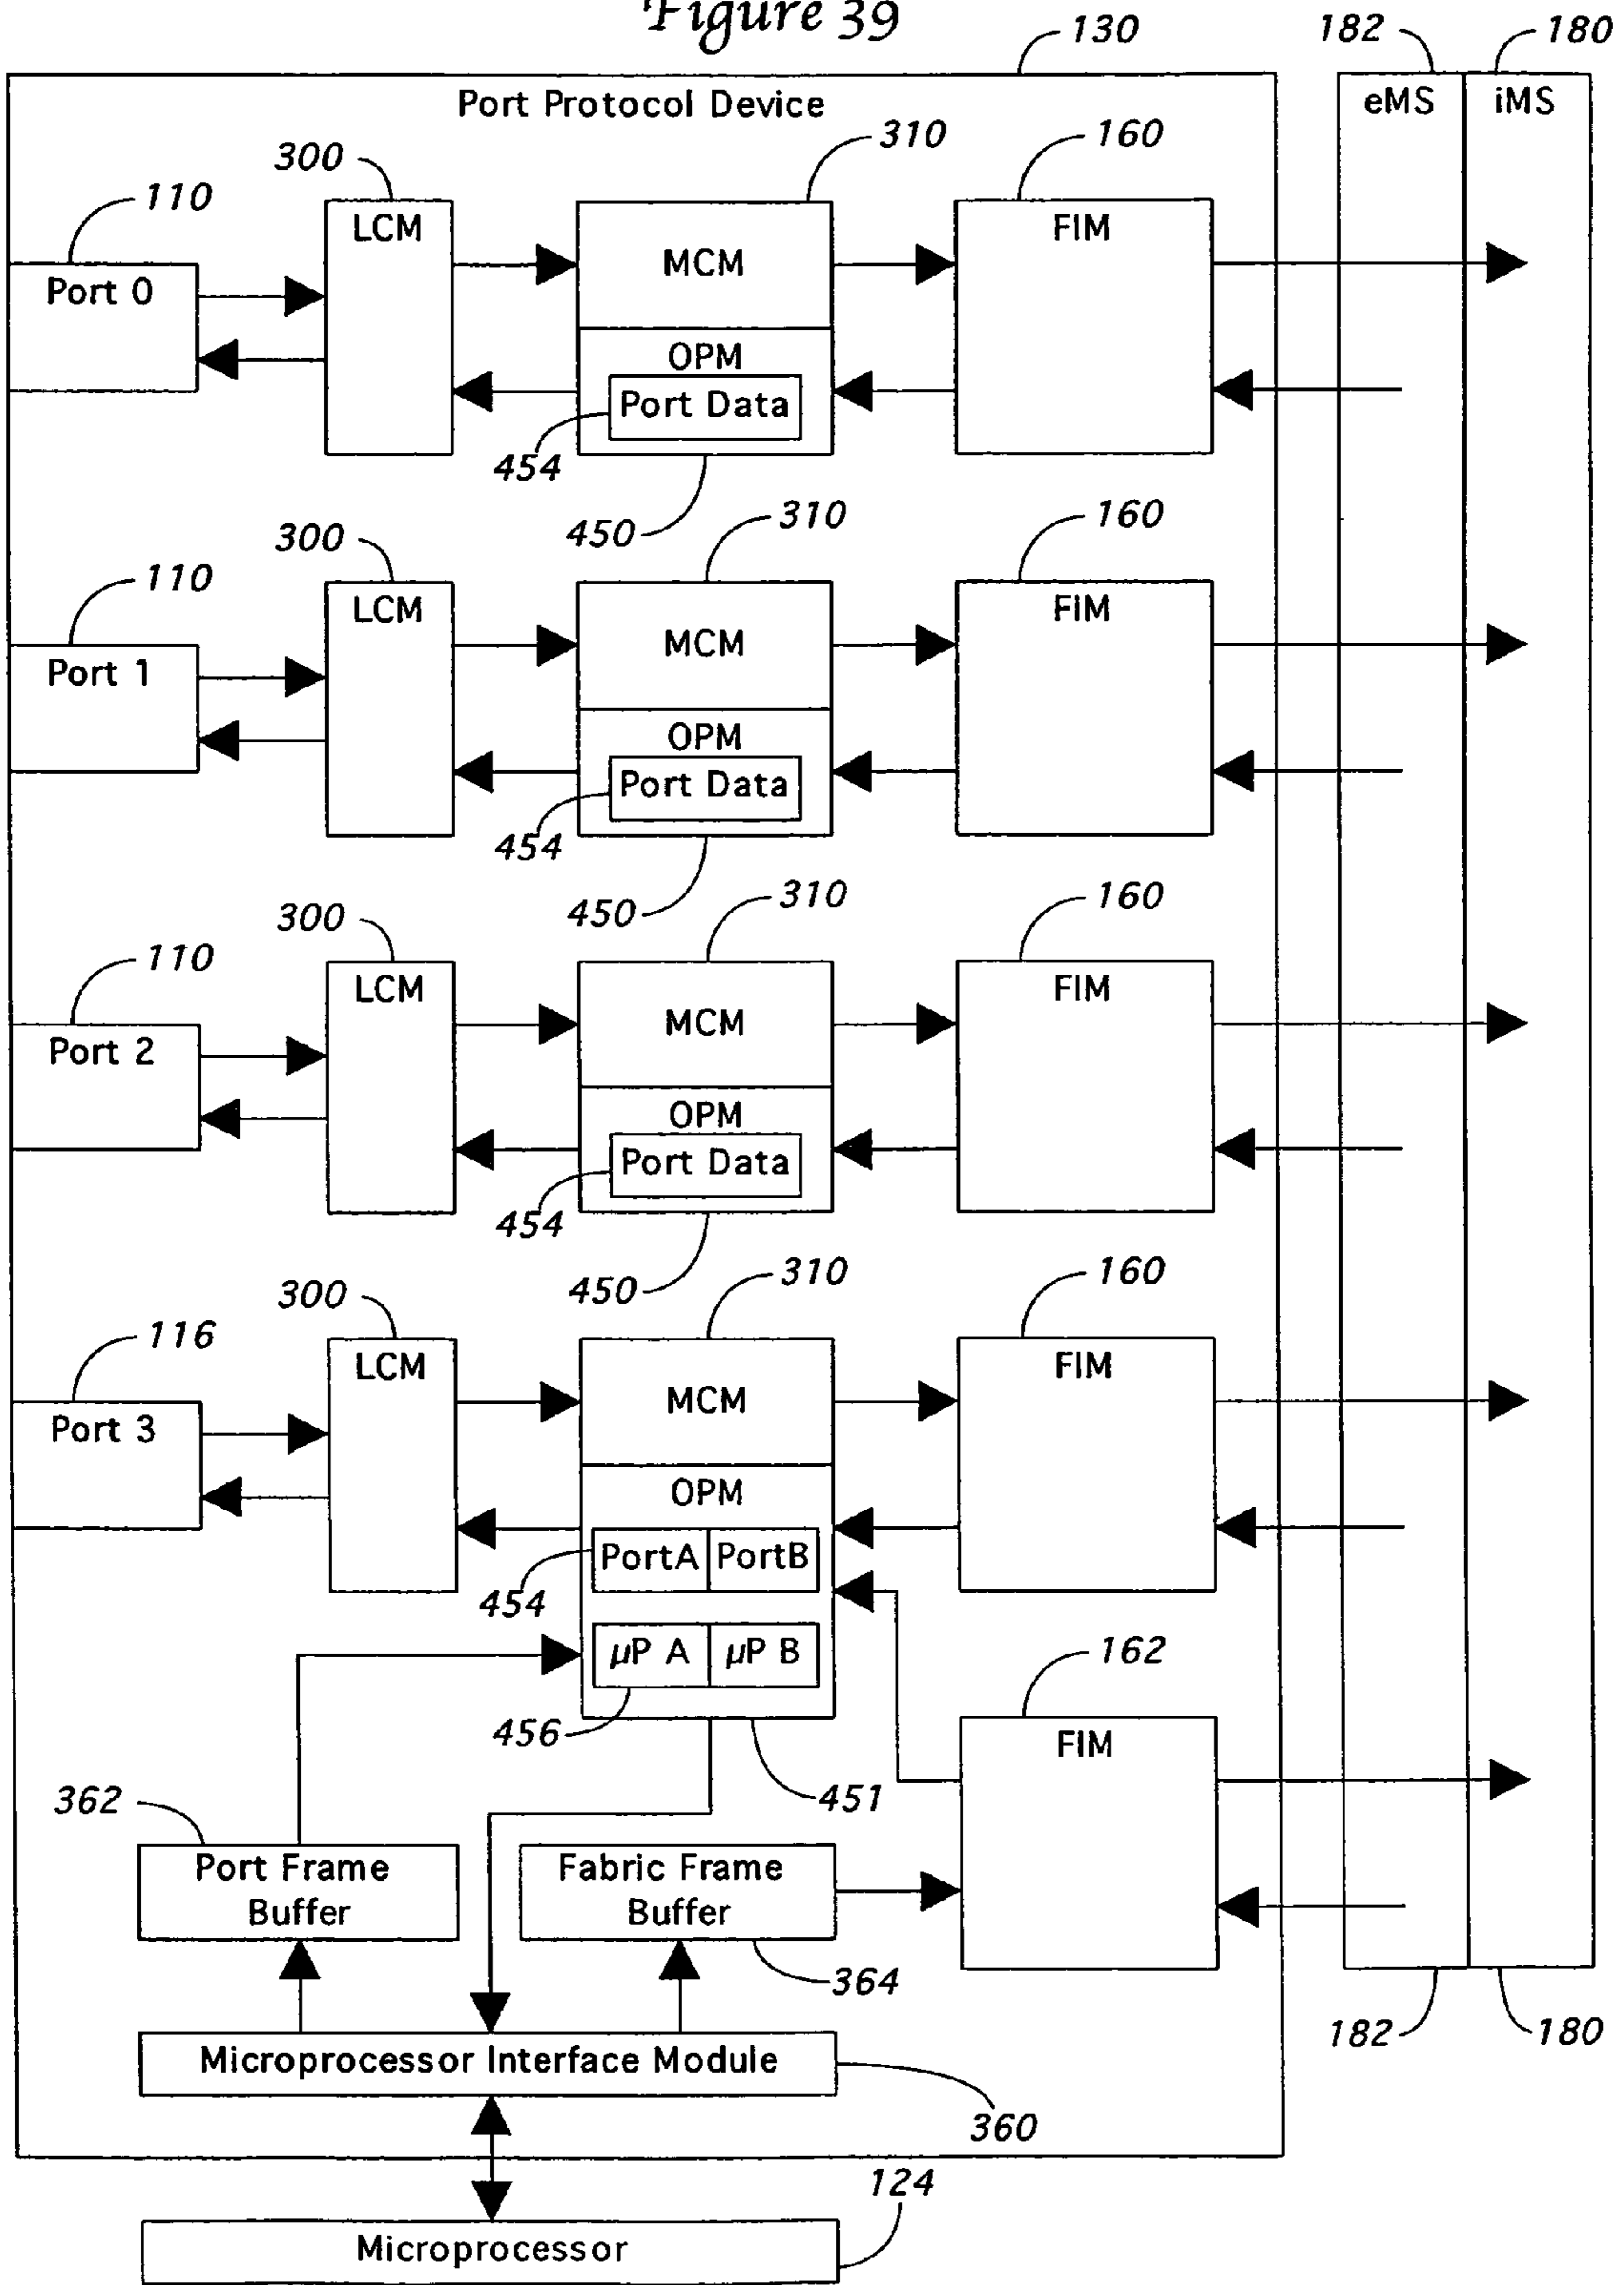 Figure 39
130
182
180
Port Protocol Device
eMS
iMS
300
310
160
110
LCM
FIM
Port 0
MCM
OPM
Port Data
454
450
300
310
160
110
LCM
FIM
Port 1
MCM
OPM
Port Data
454
450
300
310
160
110
LCM
FIM
Port 2
MCM
OPM
Port Data
454
450
300
310
160
116
LCM
FIM
Port 3
MCM
OPM
PortA
PortB
454
µP A
µP B
162
456
FIM
362
451
Port Frame
Buffer
Fabric Frame
Buffer
364
182
180
Microprocessor Interface Module
360
124
Microprocessor